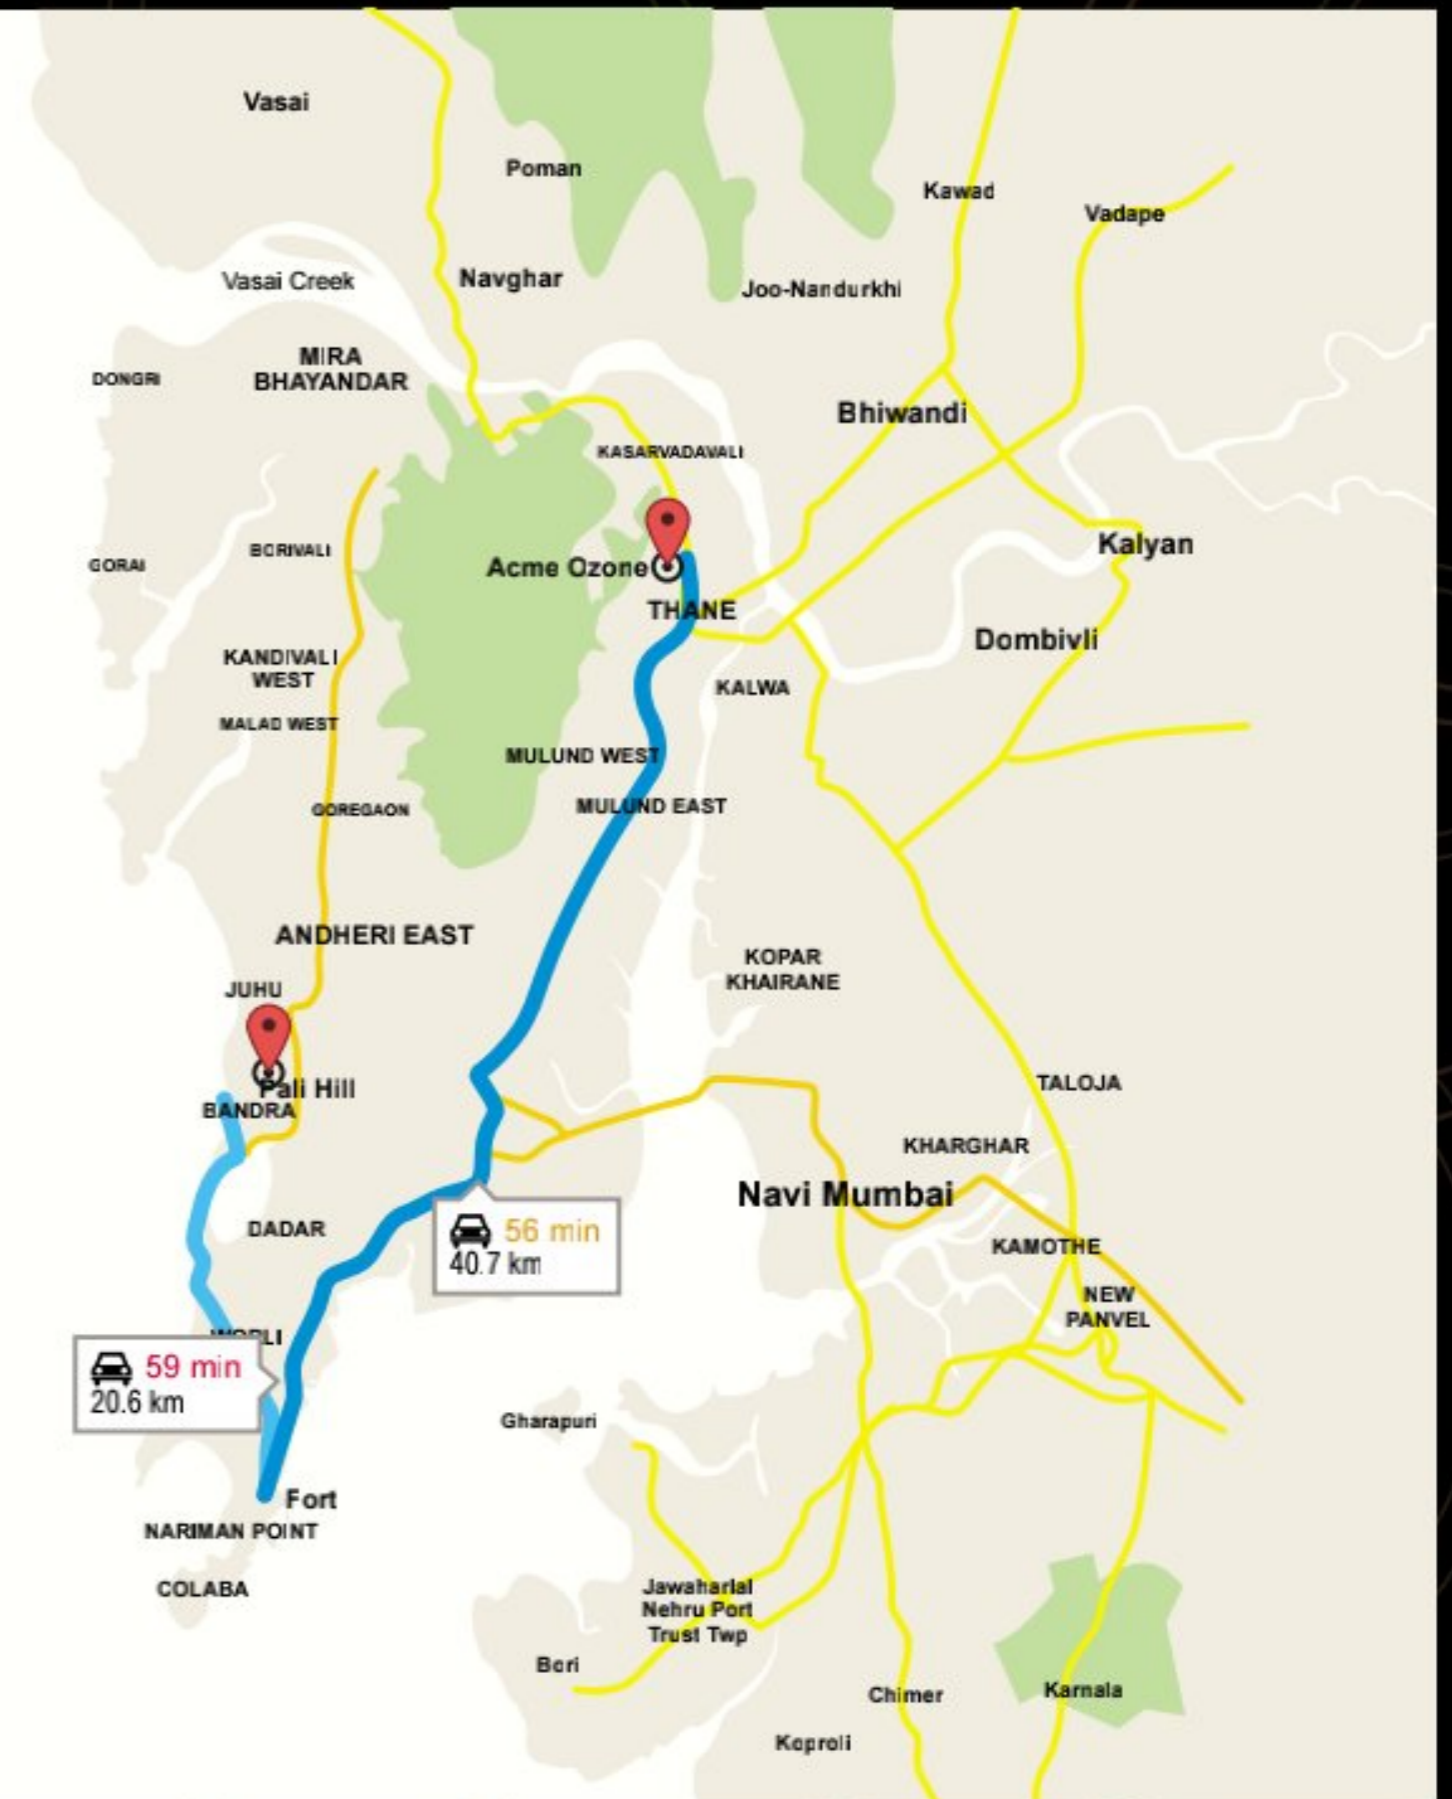 Vasai
Poman
Kawad
Vadape
Vasai Creek
Navghar
Joo-Nandurkhi
MIRA
BHAYANDAR
DONGRI
Bhiwandi
KASARVADAVALI
BORIVALI
GORAI
Acme Ozone
Kalyan
THANE
Dombivli
KANDIVALI
WEST
KALWA
MALAD WEST
MULUND WEST
GOREGAON
MULUND EAST
ANDHERI EAST
KOPAR
KHAIRANE
JUHU
Pali Hill
BANDRA
TALOJA
KHARGHAR
Navi Mumbai
DADAR
56 min
40.7 km
KAMOTHE
NEW
PANVEL
WORLI
59 min
20.6 km
Gharapuri
Fort
NARIMAN POINT
COLABA
Jawaharlal
Nehru Port
Trust Twp
Bori
Chimer
Karnala
Koproli